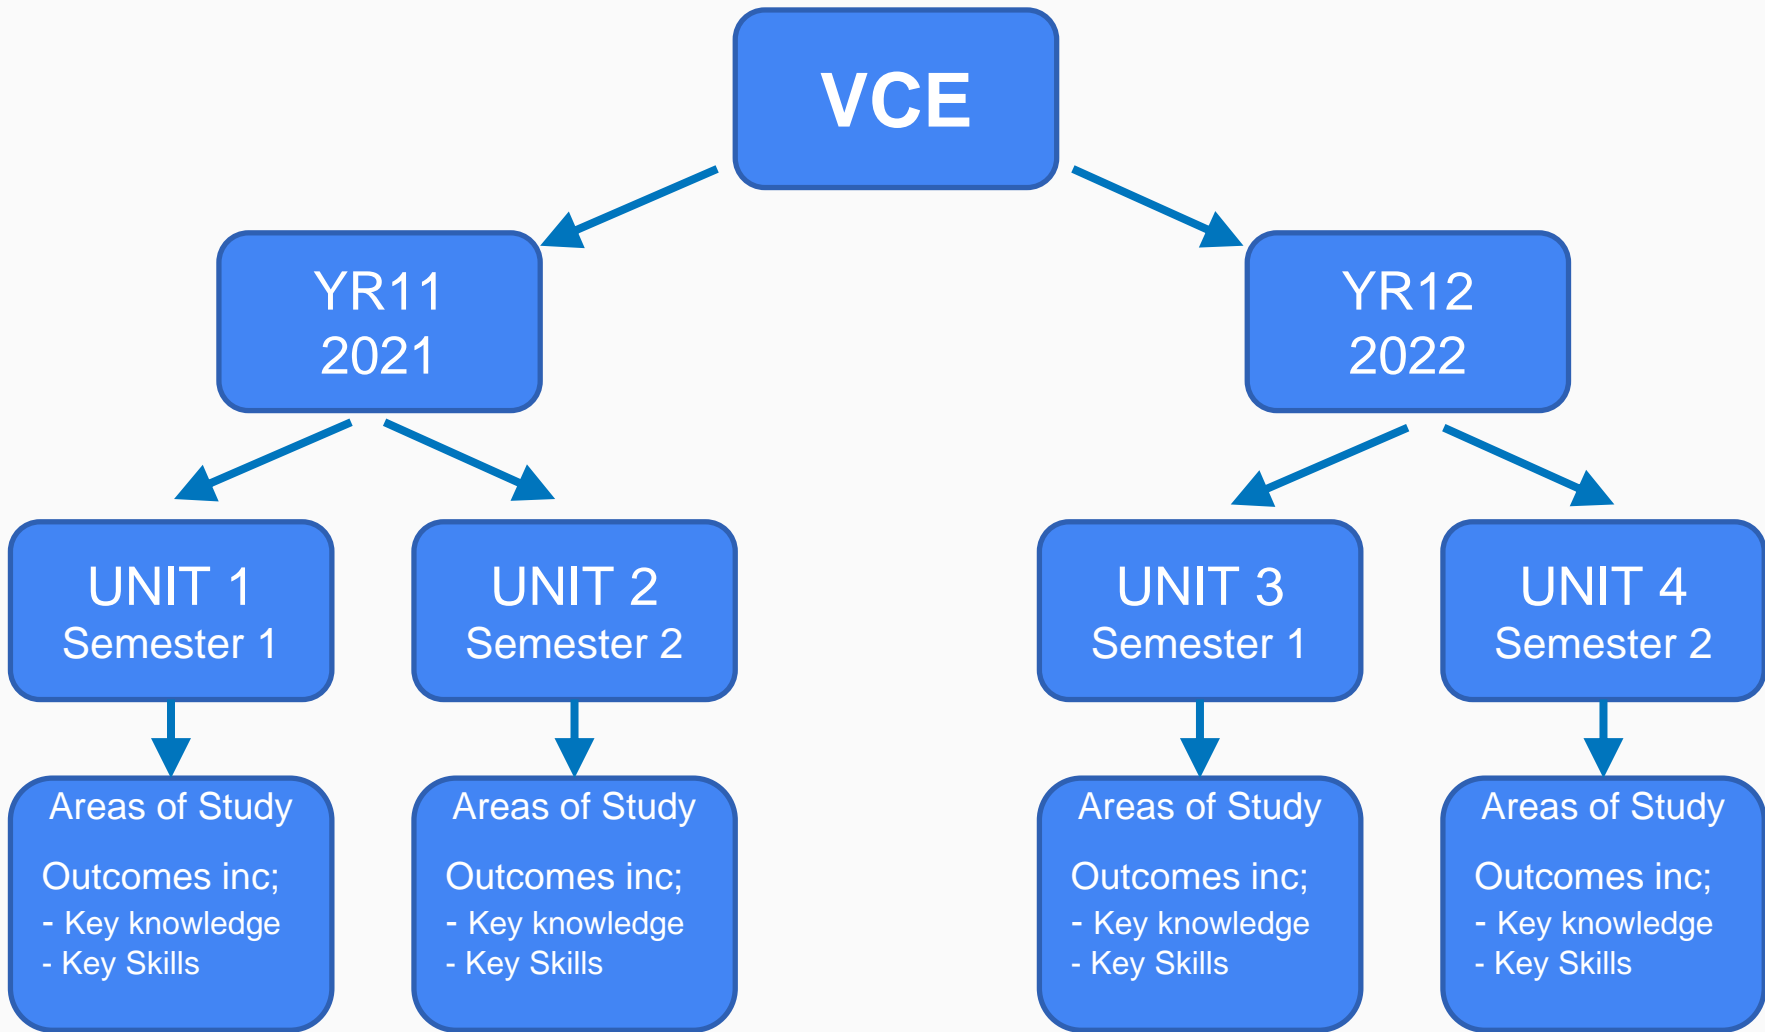 VCE
YR11
2021
YR12
2022
UNIT 1
Semester 1
UNIT 2
Semester 2
UNIT 3
Semester 1
UNIT 4
Semester 2
Areas of Study
Outcomes inc;
- Key knowledge
- Key Skills
Areas of Study
Outcomes inc;
- Key knowledge
- Key Skills
Areas of Study
Outcomes inc;
- Key knowledge
- Key Skills
Areas of Study
Outcomes inc;
- Key knowledge
- Key Skills